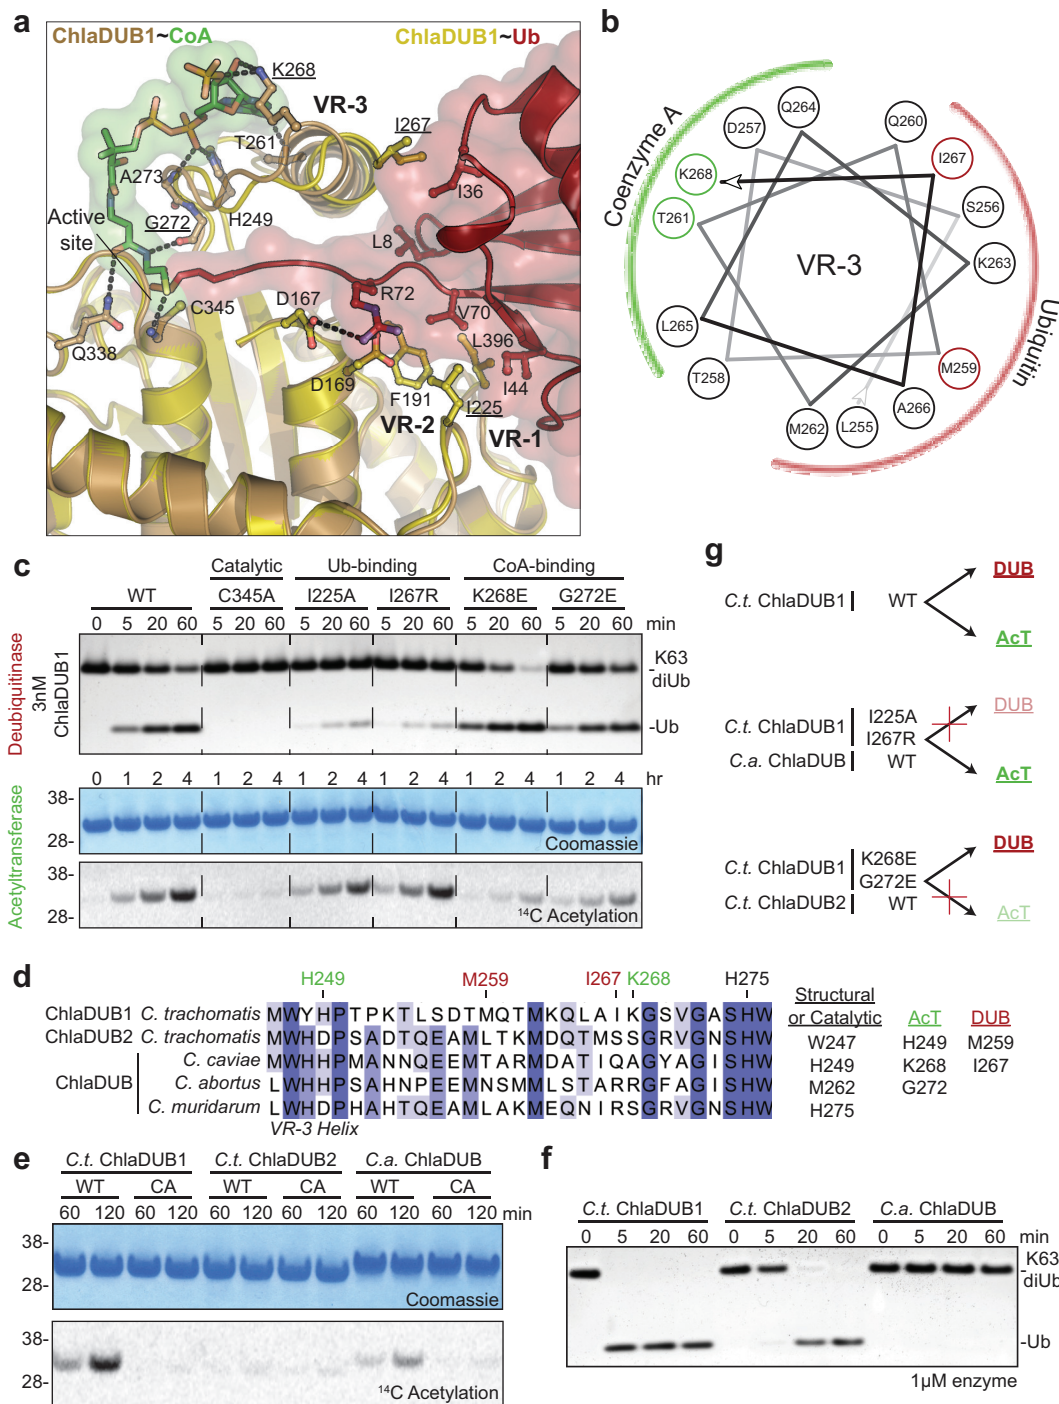 a
ChlaDUB1~CoA
ChlaDUB1~Ub
K268
VR-3
I267
T261
A273
I36
Active
site
G272
H249
L8
R72
C345
D167
V70
Q338
L396
D169
I44
F191
I225
VR-2
VR-1
b
Coenzyme A
Ubiquitin
VR-3
Q264
Q260
D257
I267
K268
S256
T261
K263
L265
M259
T258
A266
M262
L255
c
Catalytic
Ub-binding
CoA-binding
WT
C345A
I225A
I267R
K268E
G272E
0 5 20 60 5 20 60 5 20 60 5 20 60 5 20 60 5 20 60 min
Deubiquitinase
3nM
ChlaDUB1
-K63
diUb
-Ub
0 1 2 4 1 2 4 1 2 4 1 2 4 1 2 4 1 2 4 hr
Acetyltransferase
38-
28-
Coomassie
38-
28-
14C Acetylation
g
C.t. ChlaDUB1 WT
DUB
AcT
C.t. ChlaDUB1 I225A
I267R
C.a. ChlaDUB WT
DUB
AcT
C.t. ChlaDUB1 K268E
G272E
C.t. ChlaDUB2 WT
DUB
AcT
d
H249 M259 I267 K268 H275
ChlaDUB1 C. trachomatis MWYHPTPKTLSDTMQTMKQLAIKGSVGASHW
ChlaDUB2 C. trachomatis MWHDPSADTQEAMLTKMDQTMSSGRVGNSHW
ChlaDUB
C. caviae MWHHPMANNQEEMTARMDATIQAGYAGISHW
C. abortus LWHHPSAHNPEEMNSMMLSTARRGFAGISHW
C. muridarum LWHDPHAHTQEAMLAKMEQNIRSGRVGNSHW
VR-3 Helix
Structural
or Catalytic
AcT
DUB
W247 H249 M259
H249 K268 I267
M262 G272
H275
e
C.t. ChlaDUB1
C.t. ChlaDUB2
C.a. ChlaDUB
WT CA WT CA WT CA
60 120 60 120 60 120 60 120 60 120 60 120 min
38-
28-
Coomassie
38-
28-
14C Acetylation
f
C.t. ChlaDUB1
C.t. ChlaDUB2
C.a. ChlaDUB
0 5 20 60 0 5 20 60 0 5 20 60 min
K63
-diUb
-Ub
1µM enzyme